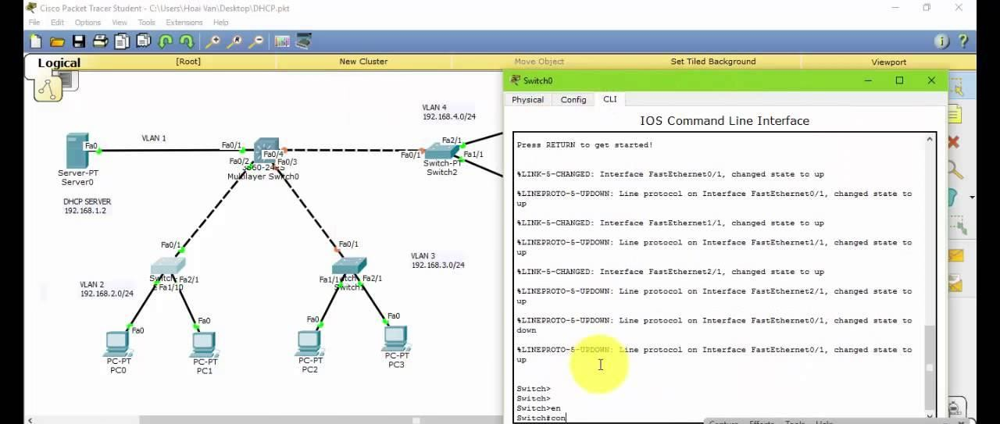 Cisco Packet Tracer Student - C:\Users\Hoai Van\Desktop\DHCP.pkt
File Edit Options View Tools Extensions Help
Logical [Root] New Cluster Move Object Set Tiled Background Viewport
VLAN 1
Fa0
Server-PT
Server0
DHCP SERVER
192.168.1.2
Fa0/1
Fa0/4
Fa0/2
Fa0/3
Multilayer Switch0
VLAN 4
192.168.4.0/24
Fa0/1
Fa2/1
Fa1/1
Switch-PT
Switch2
Fa0/1
Fa2/1
Fa1/1
VLAN 2
192.168.2.0/24
Fa0
Fa0
PC-PT
PC0
PC-PT
PC1
Fa0/1
Fa1/1
Fa2/1
Switch1
VLAN 3
192.168.3.0/24
Fa0
Fa0
PC-PT
PC2
PC-PT
PC3
Switch0
Physical Config CLI
IOS Command Line Interface
Press RETURN to get started!
%LINK-5-CHANGED: Interface FastEthernet0/1, changed state to up
%LINEPROTO-5-UPDOWN: Line protocol on Interface FastEthernet0/1, changed state to
up
%LINK-5-CHANGED: Interface FastEthernet1/1, changed state to up
%LINEPROTO-5-UPDOWN: Line protocol on Interface FastEthernet1/1, changed state to
up
%LINK-5-CHANGED: Interface FastEthernet2/1, changed state to up
%LINEPROTO-5-UPDOWN: Line protocol on Interface FastEthernet2/1, changed state to
up
%LINEPROTO-5-UPDOWN: Line protocol on Interface FastEthernet0/1, changed state to
down
%LINEPROTO-5-UPDOWN: Line protocol on Interface FastEthernet0/1, changed state to
up
Switch>
Switch>
Switch>en
Switch#con